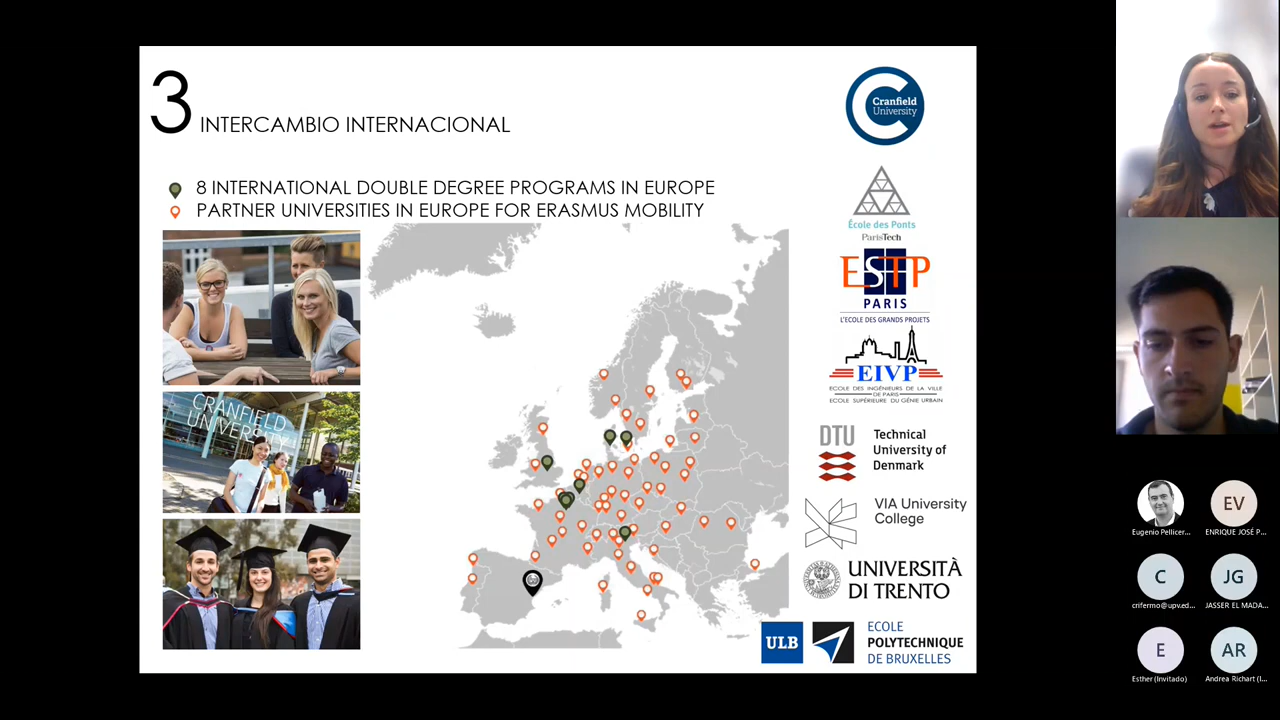 3 INTERCAMBIO INTERNACIONAL
8 INTERNATIONAL DOUBLE DEGREE PROGRAMS IN EUROPE
PARTNER UNIVERSITIES IN EUROPE FOR ERASMUS MOBILITY
CRANFIELD
UNIVERSITY
Cranfield
University
École des Ponts
ParisTech
ESTP
PARIS
L'ECOLE DES GRANDS PROJETS
EIVP
ECOLE DES INGÉNIEURS DE LA VILLE
DE PARIS
ECOLE SUPÉRIEURE DU GÉNIE URBAIN
DTU
Technical
University of
Denmark
VIA University
College
UNIVERSITÀ
DI TRENTO
ULB
ECOLE
POLYTECHNIQUE
DE BRUXELLES
EV
Eugenio Pellicer...
ENRIQUE JOSÉ P...
C
JG
crifermo@upv.ed...
JASSER EL MADA...
E
AR
Esther (Invitado)
Andrea Richart (I...